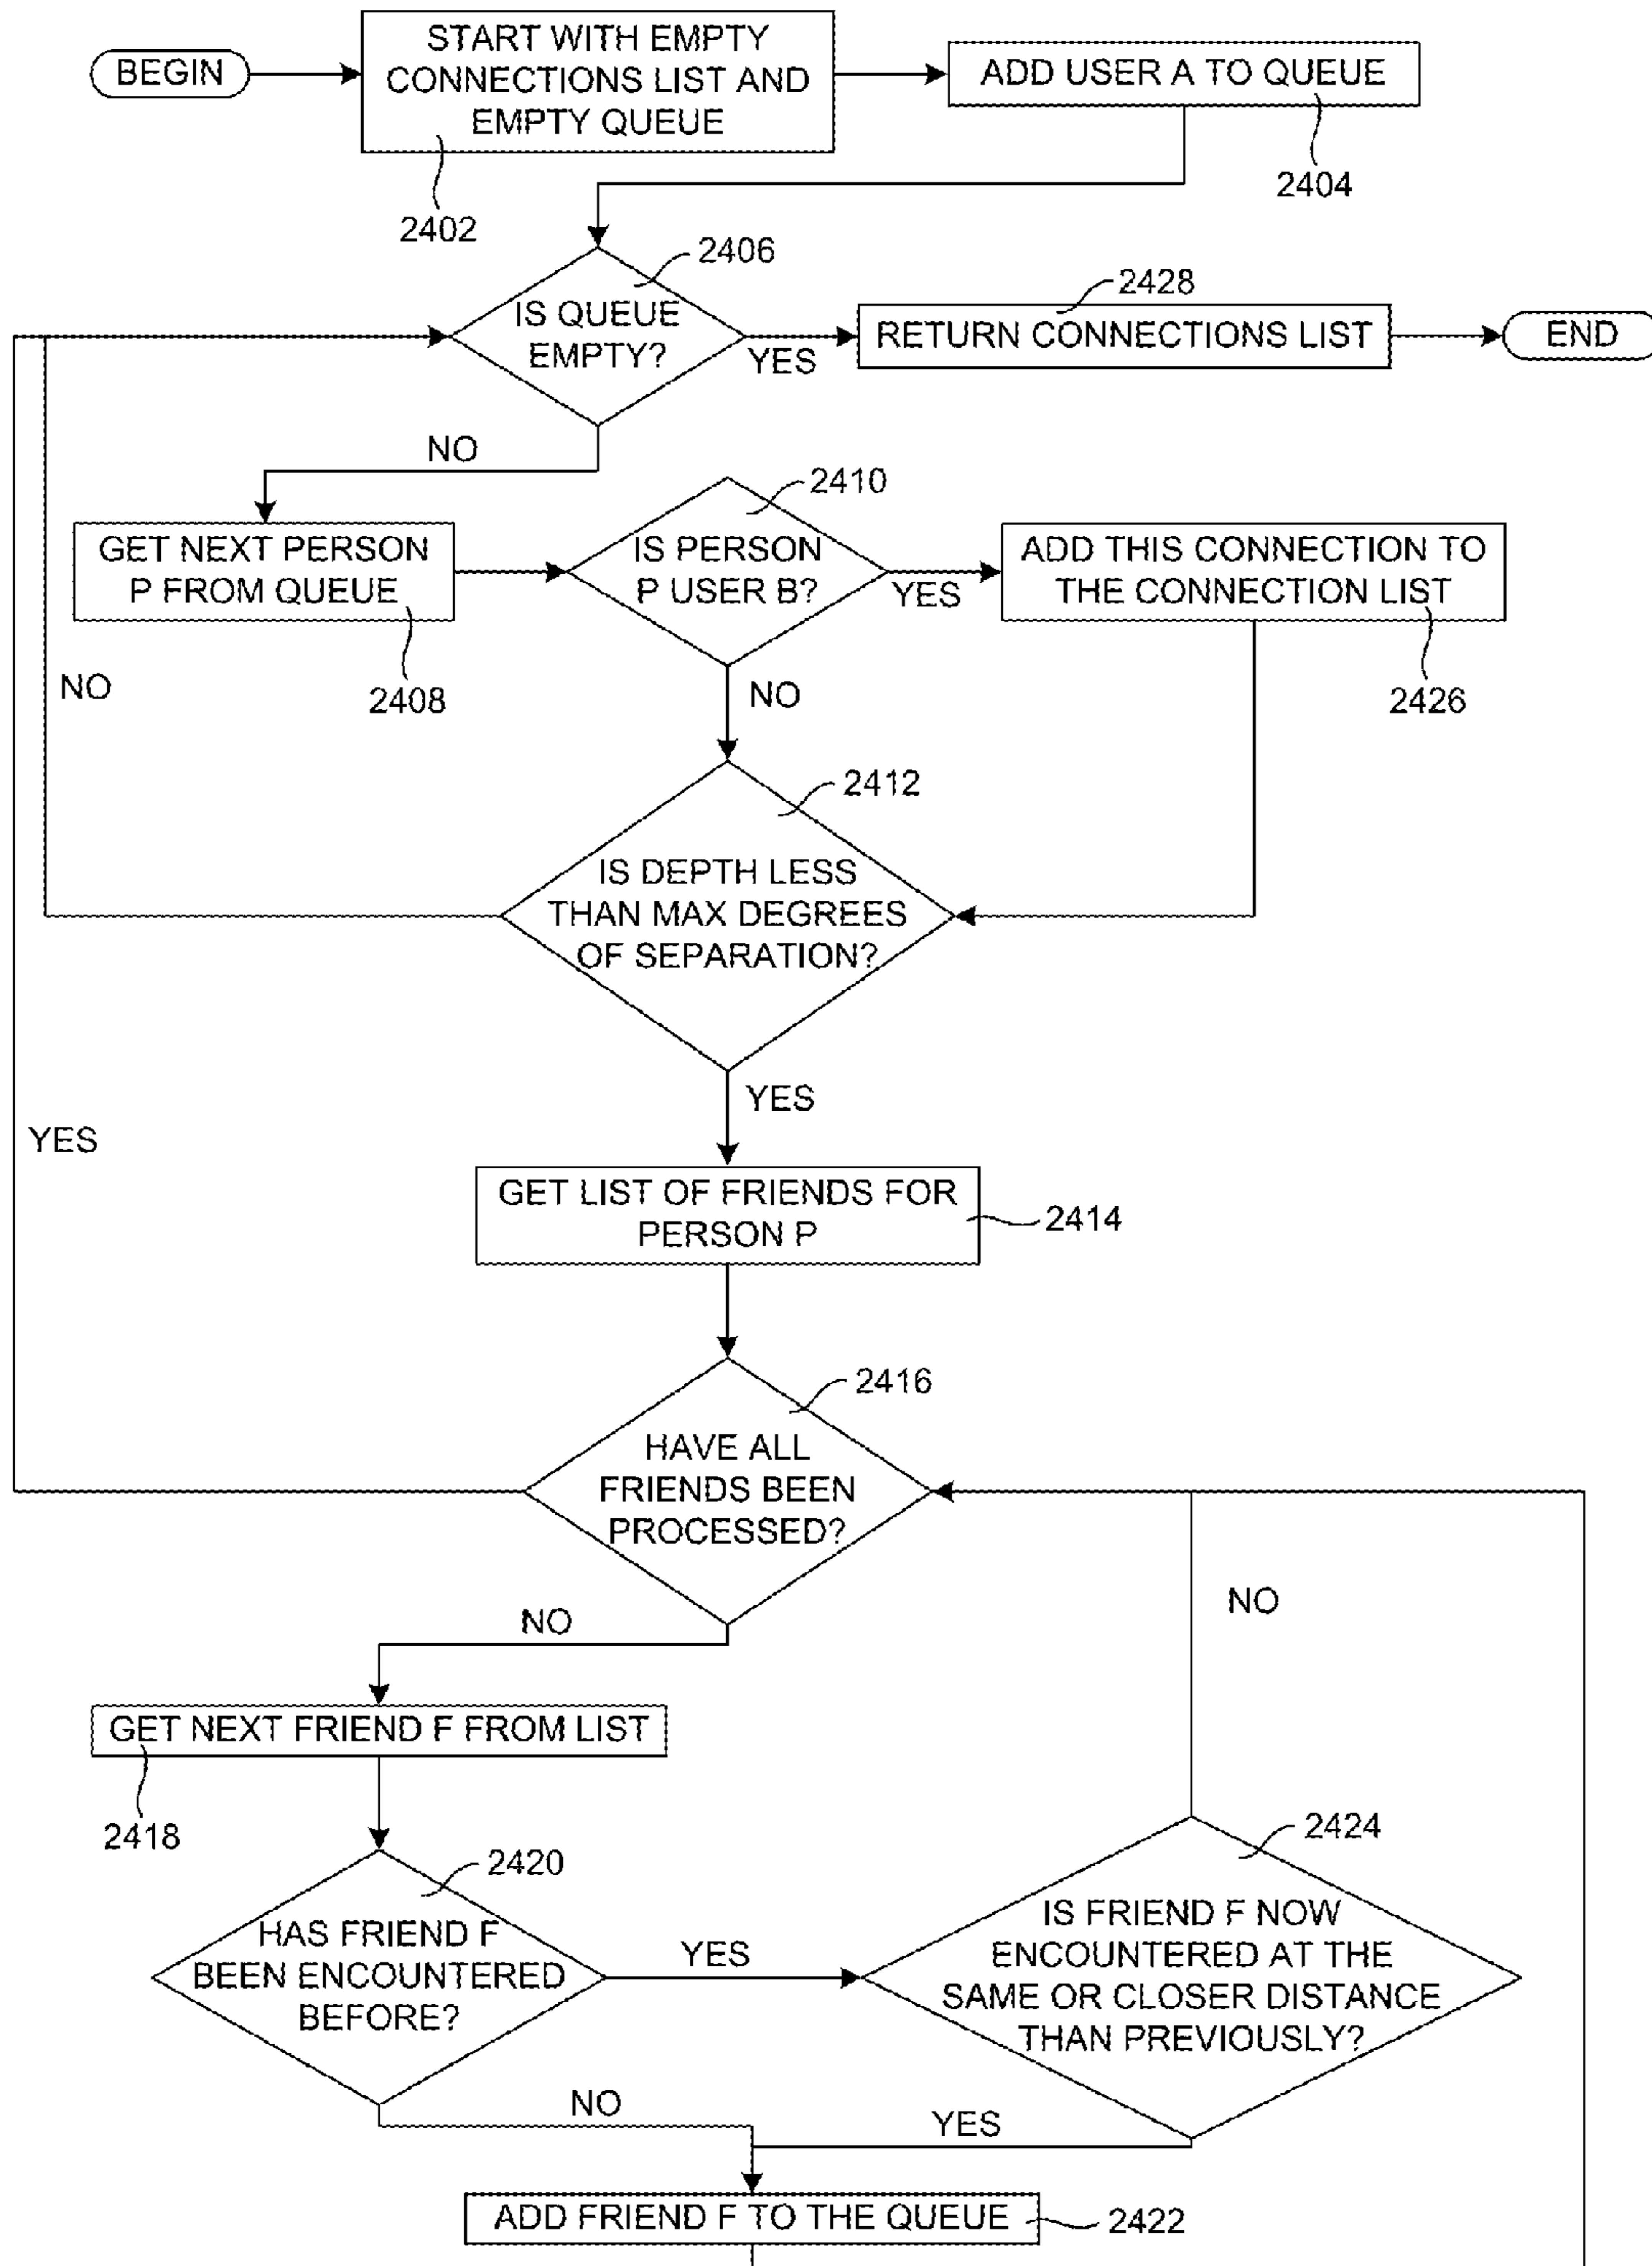 BEGIN
START WITH EMPTY
CONNECTIONS LIST AND
EMPTY QUEUE
2402
ADD USER A TO QUEUE
2404
IS QUEUE
EMPTY?
2406
YES
RETURN CONNECTIONS LIST
2428
END
NO
GET NEXT PERSON
P FROM QUEUE
2408
IS PERSON
P USER B?
2410
YES
ADD THIS CONNECTION TO
THE CONNECTION LIST
2426
NO
NO
IS DEPTH LESS
THAN MAX DEGREES
OF SEPARATION?
2412
YES
YES
GET LIST OF FRIENDS FOR
PERSON P
2414
HAVE ALL
FRIENDS BEEN
PROCESSED?
2416
NO
NO
GET NEXT FRIEND F FROM LIST
2418
HAS FRIEND F
BEEN ENCOUNTERED
BEFORE?
2420
YES
IS FRIEND F NOW
ENCOUNTERED AT THE
SAME OR CLOSER DISTANCE
THAN PREVIOUSLY?
2424
NO
YES
ADD FRIEND F TO THE QUEUE
2422